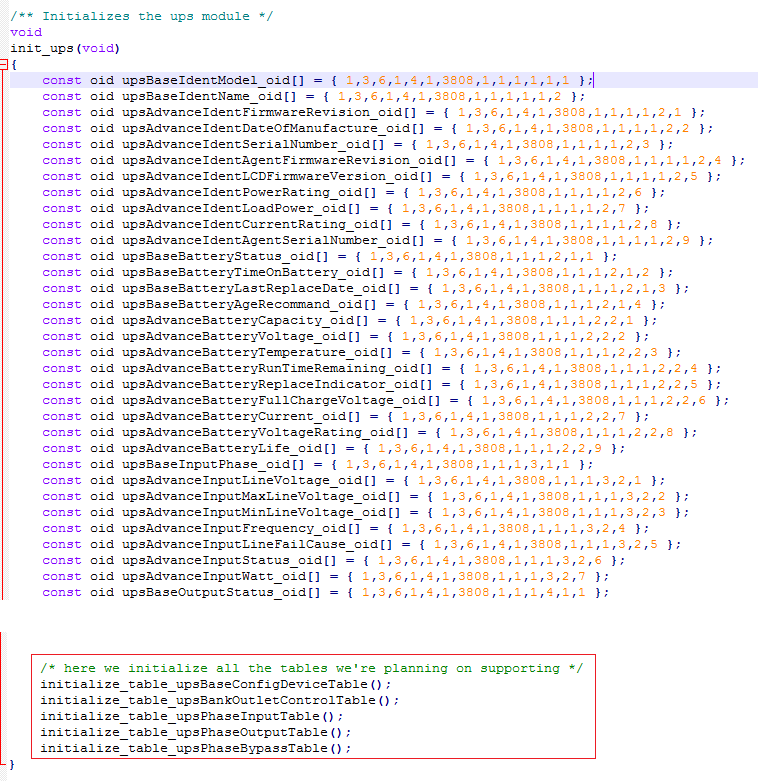 /** Initializes the ups module */
void
init_ups(void)
{
const oid upsBaseIdentModel_oid[] = { 1,3,6,1,4,1,3808,1,1,1,1,1,1 };
const oid upsBaseIdentName_oid[] = { 1,3,6,1,4,1,3808,1,1,1,1,1,2 };
const oid upsAdvanceIdentFirmwareRevision_oid[] = { 1,3,6,1,4,1,3808,1,1,1,1,2,1 };
const oid upsAdvanceIdentDateOfManufacture_oid[] = { 1,3,6,1,4,1,3808,1,1,1,1,2,2 };
const oid upsAdvanceIdentSerialNumber_oid[] = { 1,3,6,1,4,1,3808,1,1,1,1,2,3 };
const oid upsAdvanceIdentAgentFirmwareRevision_oid[] = { 1,3,6,1,4,1,3808,1,1,1,1,2,4 };
const oid upsAdvanceIdentLCDFirmwareVersion_oid[] = { 1,3,6,1,4,1,3808,1,1,1,1,2,5 };
const oid upsAdvanceIdentPowerRating_oid[] = { 1,3,6,1,4,1,3808,1,1,1,1,2,6 };
const oid upsAdvanceIdentLoadPower_oid[] = { 1,3,6,1,4,1,3808,1,1,1,1,2,7 };
const oid upsAdvanceIdentCurrentRating_oid[] = { 1,3,6,1,4,1,3808,1,1,1,1,2,8 };
const oid upsAdvanceIdentAgentSerialNumber_oid[] = { 1,3,6,1,4,1,3808,1,1,1,1,2,9 };
const oid upsBaseBatteryStatus_oid[] = { 1,3,6,1,4,1,3808,1,1,1,2,1,1 };
const oid upsBaseBatteryTimeOnBattery_oid[] = { 1,3,6,1,4,1,3808,1,1,1,2,1,2 };
const oid upsBaseBatteryLastReplaceDate_oid[] = { 1,3,6,1,4,1,3808,1,1,1,2,1,3 };
const oid upsBaseBatteryAgeRecommand_oid[] = { 1,3,6,1,4,1,3808,1,1,1,2,1,4 };
const oid upsAdvanceBatteryCapacity_oid[] = { 1,3,6,1,4,1,3808,1,1,1,2,2,1 };
const oid upsAdvanceBatteryVoltage_oid[] = { 1,3,6,1,4,1,3808,1,1,1,2,2,2 };
const oid upsAdvanceBatteryTemperature_oid[] = { 1,3,6,1,4,1,3808,1,1,1,2,2,3 };
const oid upsAdvanceBatteryRunTimeRemaining_oid[] = { 1,3,6,1,4,1,3808,1,1,1,2,2,4 };
const oid upsAdvanceBatteryReplaceIndicator_oid[] = { 1,3,6,1,4,1,3808,1,1,1,2,2,5 };
const oid upsAdvanceBatteryFullChargeVoltage_oid[] = { 1,3,6,1,4,1,3808,1,1,1,2,2,6 };
const oid upsAdvanceBatteryCurrent_oid[] = { 1,3,6,1,4,1,3808,1,1,1,2,2,7 };
const oid upsAdvanceBatteryVoltageRating_oid[] = { 1,3,6,1,4,1,3808,1,1,1,2,2,8 };
const oid upsAdvanceBatteryLife_oid[] = { 1,3,6,1,4,1,3808,1,1,1,2,2,9 };
const oid upsBaseInputPhase_oid[] = { 1,3,6,1,4,1,3808,1,1,1,3,1,1 };
const oid upsAdvanceInputLineVoltage_oid[] = { 1,3,6,1,4,1,3808,1,1,1,3,2,1 };
const oid upsAdvanceInputMaxLineVoltage_oid[] = { 1,3,6,1,4,1,3808,1,1,1,3,2,2 };
const oid upsAdvanceInputMinLineVoltage_oid[] = { 1,3,6,1,4,1,3808,1,1,1,3,2,3 };
const oid upsAdvanceInputFrequency_oid[] = { 1,3,6,1,4,1,3808,1,1,1,3,2,4 };
const oid upsAdvanceInputLineFailCause_oid[] = { 1,3,6,1,4,1,3808,1,1,1,3,2,5 };
const oid upsAdvanceInputStatus_oid[] = { 1,3,6,1,4,1,3808,1,1,1,3,2,6 };
const oid upsAdvanceInputWatt_oid[] = { 1,3,6,1,4,1,3808,1,1,1,3,2,7 };
const oid upsBaseOutputStatus_oid[] = { 1,3,6,1,4,1,3808,1,1,1,4,1,1 };
/* here we initialize all the tables we're planning on supporting */
initialize_table_upsBaseConfigDeviceTable();
initialize_table_upsBankOutletControlTable();
initialize_table_upsPhaseInputTable();
initialize_table_upsPhaseOutputTable();
initialize_table_upsPhaseBypassTable();
}